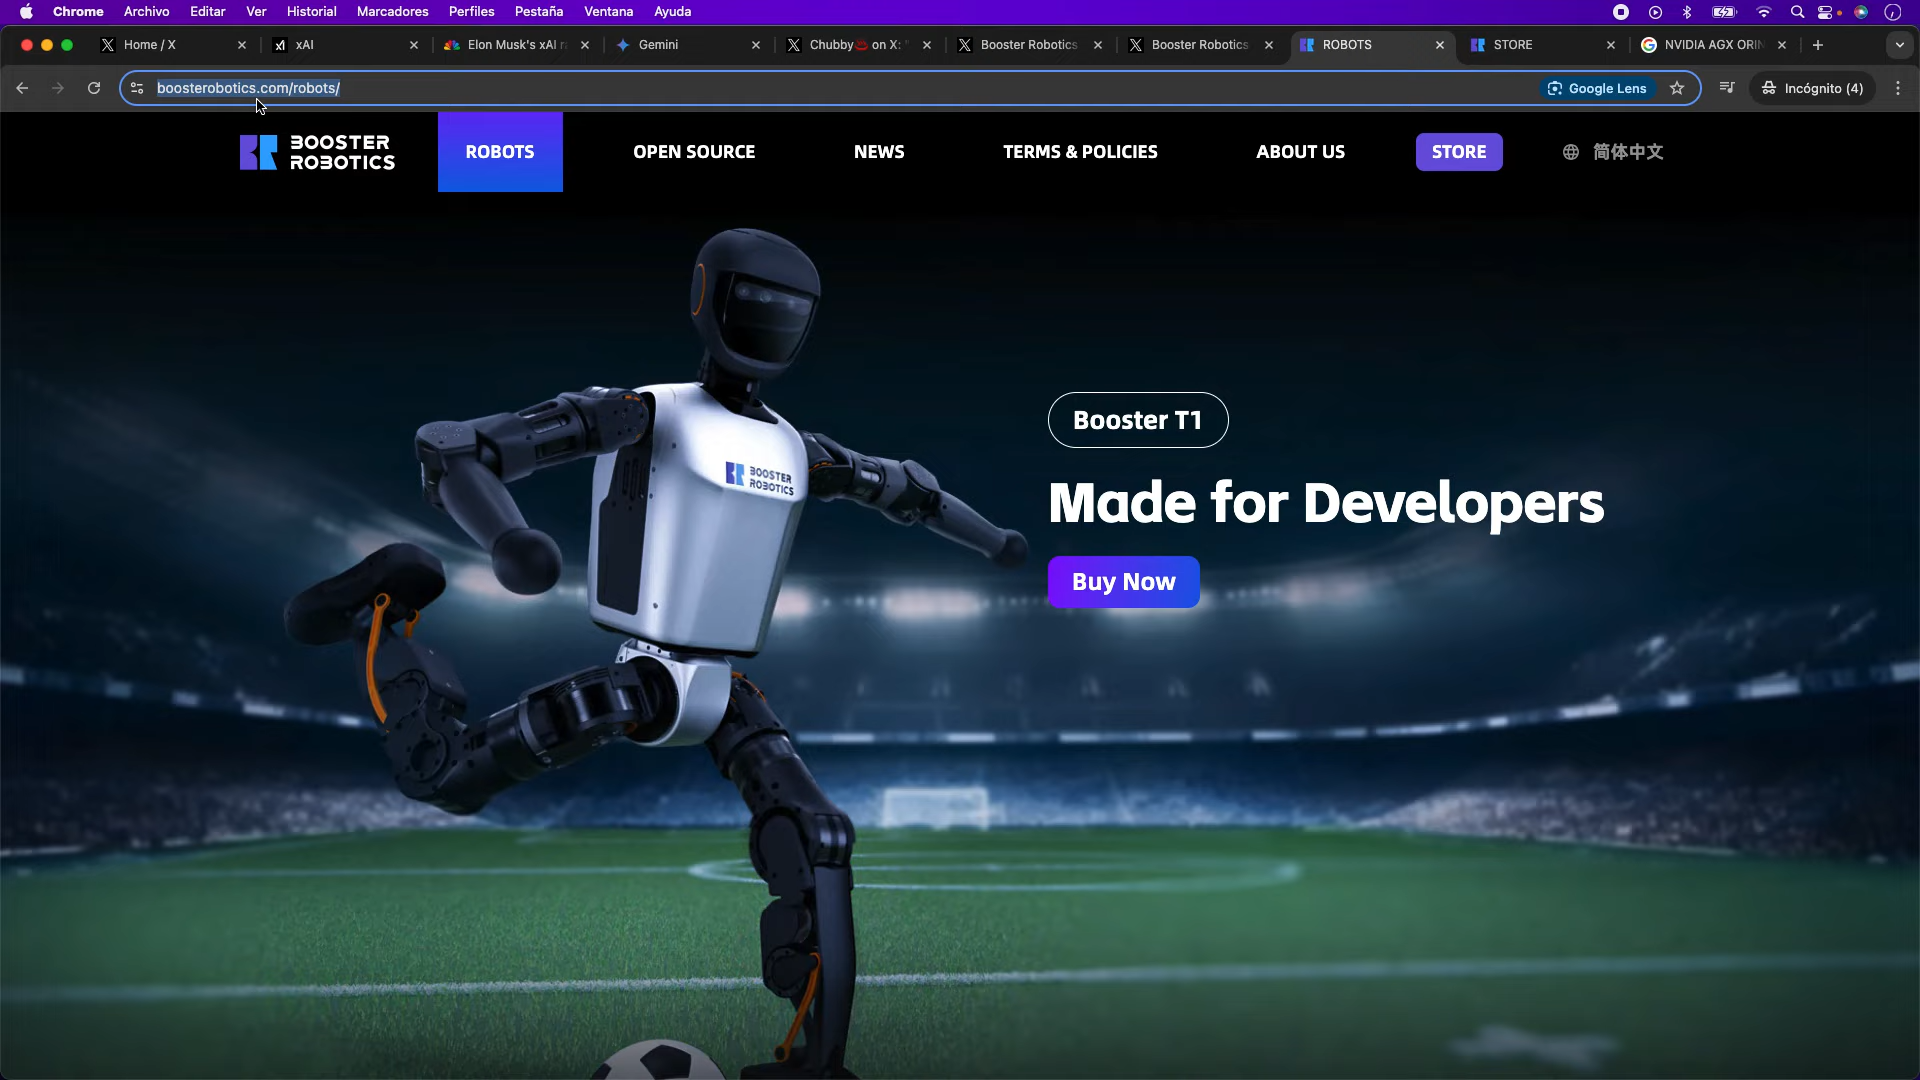 Chrome Archivo Editar Ver Historial Marcadores Perfiles Pestaña Ventana Ayuda
Home / X
xAI
Elon Musk's xAI ra
Gemini
Chubby on X: "
Booster Robotics
Booster Robotics
ROBOTS
STORE
NVIDIA AGX ORIN
boosterobotics.com/robots/
Google Lens
Incógnito (4)
BOOSTER
ROBOTICS
ROBOTS
OPEN SOURCE
NEWS
TERMS & POLICIES
ABOUT US
STORE
简体中文
Booster T1
Made for Developers
Buy Now
BOOSTER
ROBOTICS